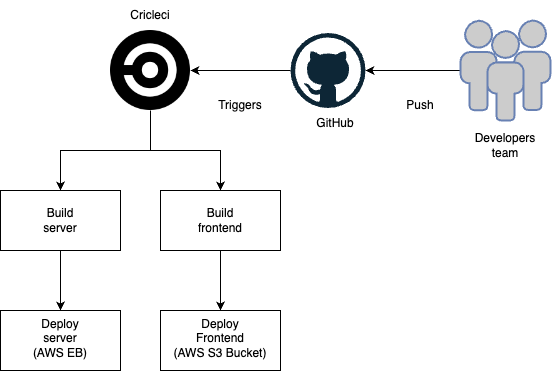 Cricleci
Triggers
GitHub
Push
Developers
team
Build
server
Build
frontend
Deploy
server
(AWS EB)
Deploy
Frontend
(AWS S3 Bucket)